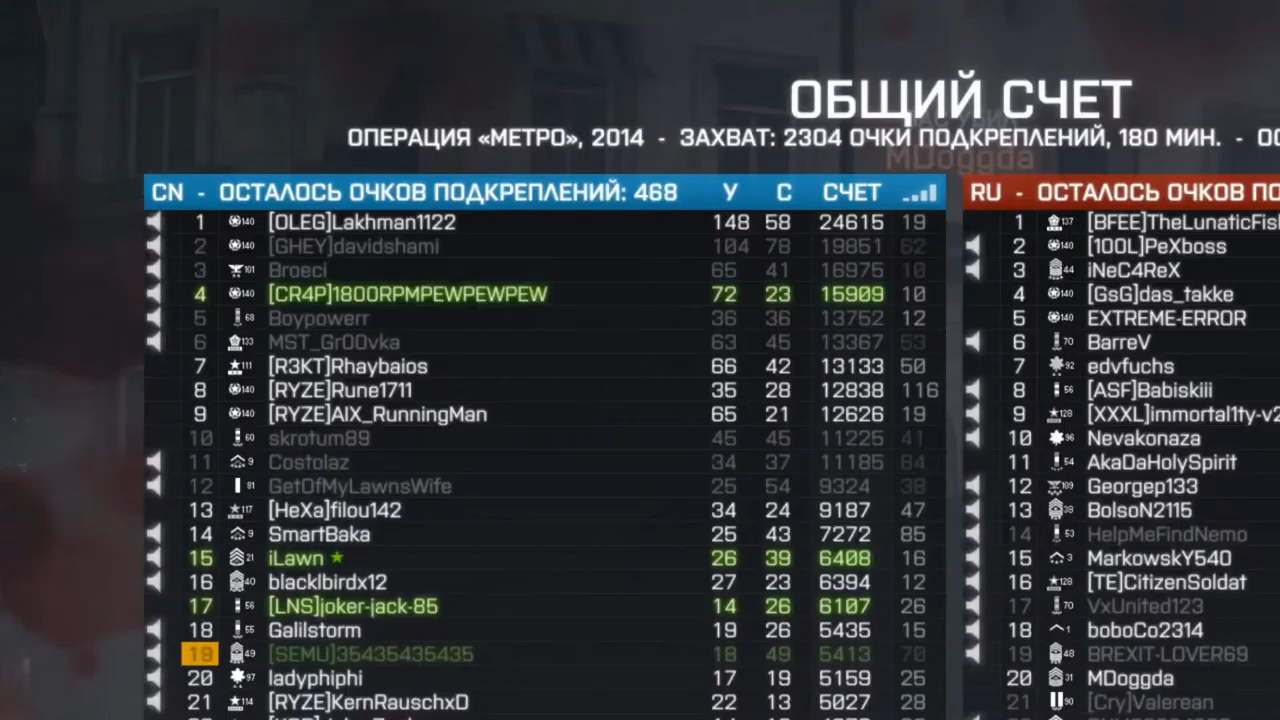 ОБЩИЙ СЧЕТ
ОПЕРАЦИЯ «МЕТРО», 2014 - ЗАХВАТ: 2304 ОЧКИ ПОДКРЕПЛЕНИЙ, 180 МИН. -
MDoggda
CN - ОСТАЛОСЬ ОЧКОВ ПОДКРЕПЛЕНИЙ: 468 У С СЧЕТ
1 140 [OLEG]Lakhman1122 148 58 24615 19
2 140 [GHEY]davidshami 104 78 19851 62
3 101 Broeci 65 41 16975 10
4 140 [CR4P]1800RPMPEWPEWPEW 72 23 15909 10
5 68 Boypowerr 36 36 13752 12
6 133 MST_Gr00vka 63 45 13367 53
7 111 [R3KT]Rhaybaios 66 42 13133 50
8 140 [RYZE]Rune1711 35 28 12838 116
9 140 [RYZE]AIX_RunningMan 65 21 12626 19
10 60 skrotum89 45 45 11225 41
11 9 Costolaz 34 37 11185 84
12 81 GetOfMyLawnsWife 25 54 9324 38
13 117 [HeXa]filou142 34 24 9187 47
14 9 SmartBaka 25 43 7272 85
15 21 iLawn ★ 26 39 6408 16
16 40 blacklbirdx12 27 23 6394 12
17 56 [LNS]joker-jack-85 14 26 6107 26
18 55 Galilstorm 19 26 5435 15
19 49 [SEMU]35435435435 18 49 5413 70
20 97 ladyphiphi 17 19 5159 25
21 114 [RYZE]KernRauschxD 22 13 5027 28
RU - ОСТАЛОСЬ ОЧКОВ
1 137 [BFEE]TheLunaticFis
2 140 [100L]PeXboss
3 44 iNeC4ReX
4 140 [GsG]das_takke
5 140 EXTREME-ERROR
6 70 BarreV
7 92 edvfuchs
8 56 [ASF]Babiskiii
9 128 [XXXL]immortal1ty-v2
10 96 Nevakonaza
11 54 AkaDaHolySpirit
12 109 Georgep133
13 38 BolsoN2115
14 53 HelpMeFindNemo
15 3 MarkowskY540
16 128 [TE]CitizenSoldat
17 70 VxUnited123
18 1 boboCo2314
19 48 BREXIT-LOVER69
20 31 MDoggda
21 90 [Cry]Valerean